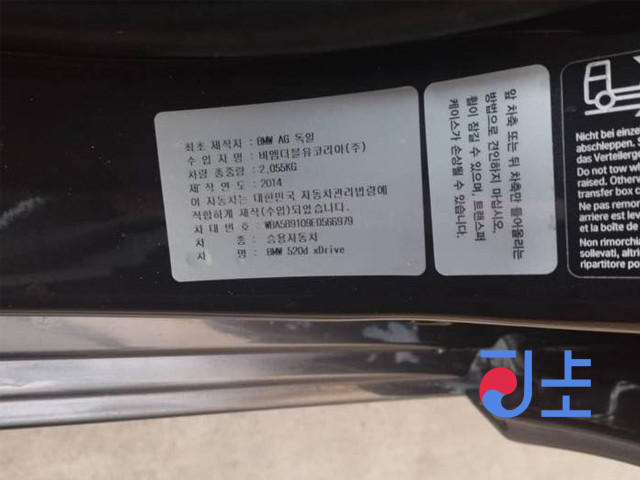 최초 제작자 : BMW AG 독일
수 입 자 명 : 비엠더블유코리아(주)
차량 총중량 : 2,055KG
제 작 연 도 : 2014
이 자동차는 대한민국 자동차관리법령에
적합하게 제작(수입)되었습니다.
차 대 번 호 : WBA5B9109ED566979
차 종 : 승용자동차
차 명 : BMW 520d xDrive
앞 차축 또는 뒤 차축만 들어올리는
방법으로 견인하지 마십시오.
휠이 잠길 수 있으며, 트랜스퍼
케이스가 손상될 수 있습니다.
Nicht bei einze
abschleppen. S
das Verteilerge
Do not tow wh
raised. Otherw
transfer box c
Ne pas remor
arriere est lev
et la boîte de
Non rimorchi
sollevati, altri
ripartitore po